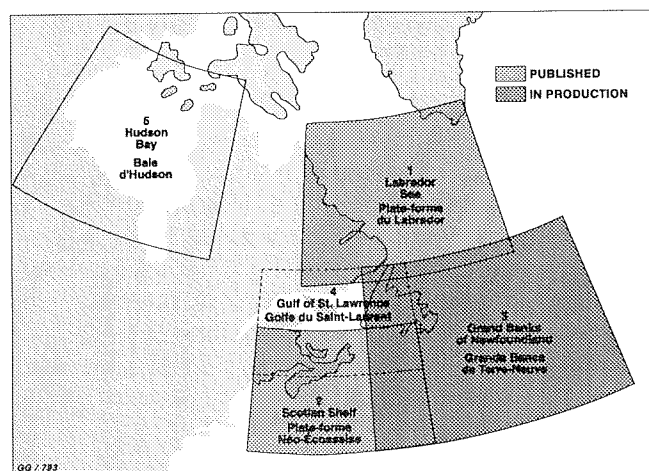 PUBLISHED
IN PRODUCTION
5
Hudson
Bay
Baie
d'Hudson
1
Labrador
Sea
Plate-forme
du Labrador
4
Gulf of St. Lawrence
Golfe du Saint-Laurent
3
Grand Banks
of Newfoundland
Grands Bancs
de Terre-Neuve
2
Scotian Shelf
Plate-forme
Néo-Écossaise
GG / 793